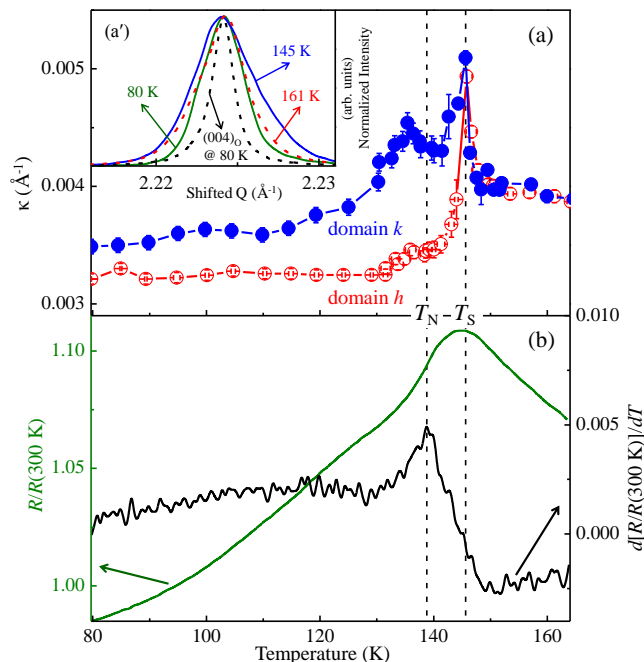 (a')
(a)
145 K
80 K
161 K
(004)O
@ 80 K
2.22
2.23
Shifted Q (Å-1)
Normalized Intensity
(arb. units)
0.005
0.004
0.003
κ (Å-1)
domain k
domain h
TN
TS
(b)
1.10
1.05
1.00
R/R(300 K)
0.010
0.005
0.000
d[R/R(300 K)]/dT
80
100
120
140
160
Temperature (K)